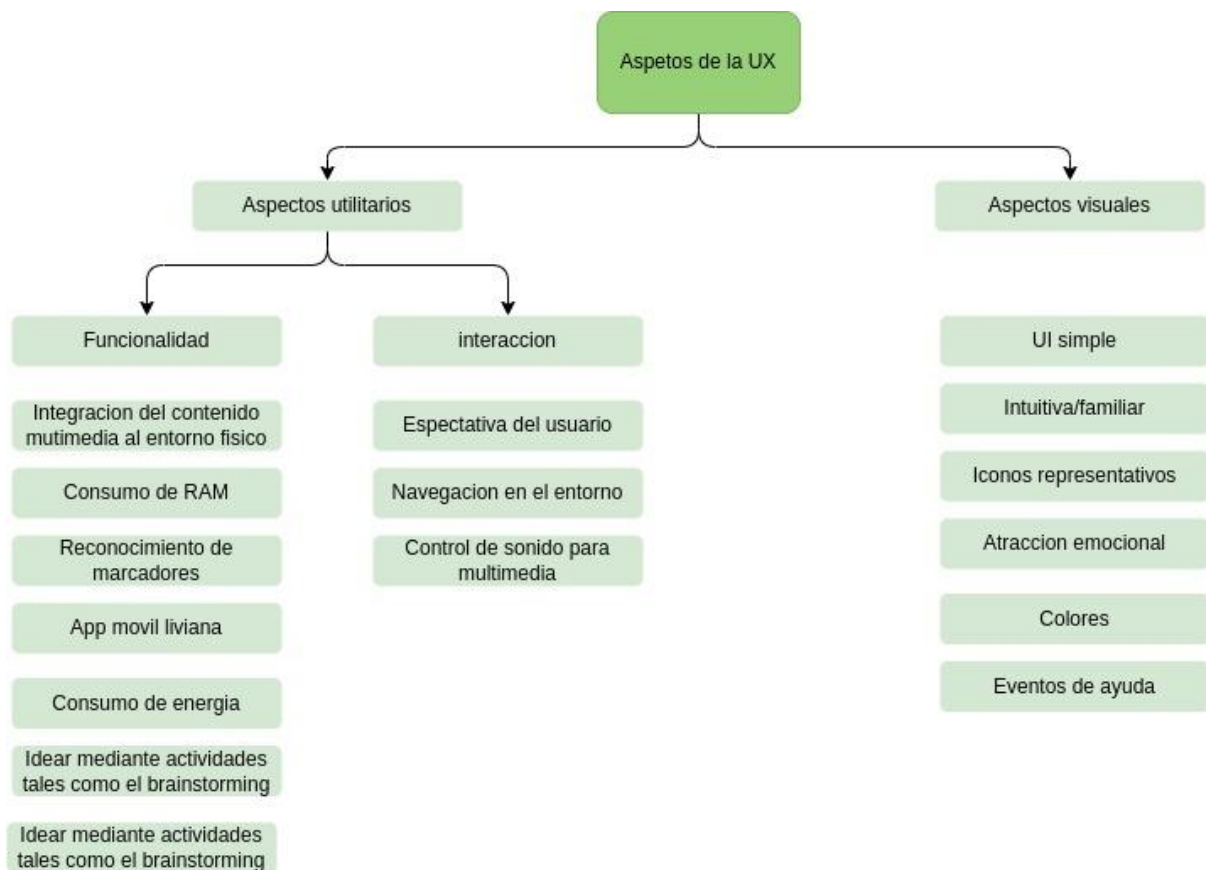 Aspetos de la UX
Aspectos utilitarios
Aspectos visuales
Funcionalidad
interaccion
UI simple
Integracion del contenido
mutimedia al entorno fisico
Espectativa del usuario
Intuitiva/familiar
Consumo de RAM
Navegacion en el entorno
Iconos representativos
Reconocimiento de
marcadores
Control de sonido para
multimedia
Atraccion emocional
App movil liviana
Colores
Consumo de energia
Eventos de ayuda
Idear mediante actividades
tales como el brainstorming
Idear mediante actividades
tales como el brainstorming